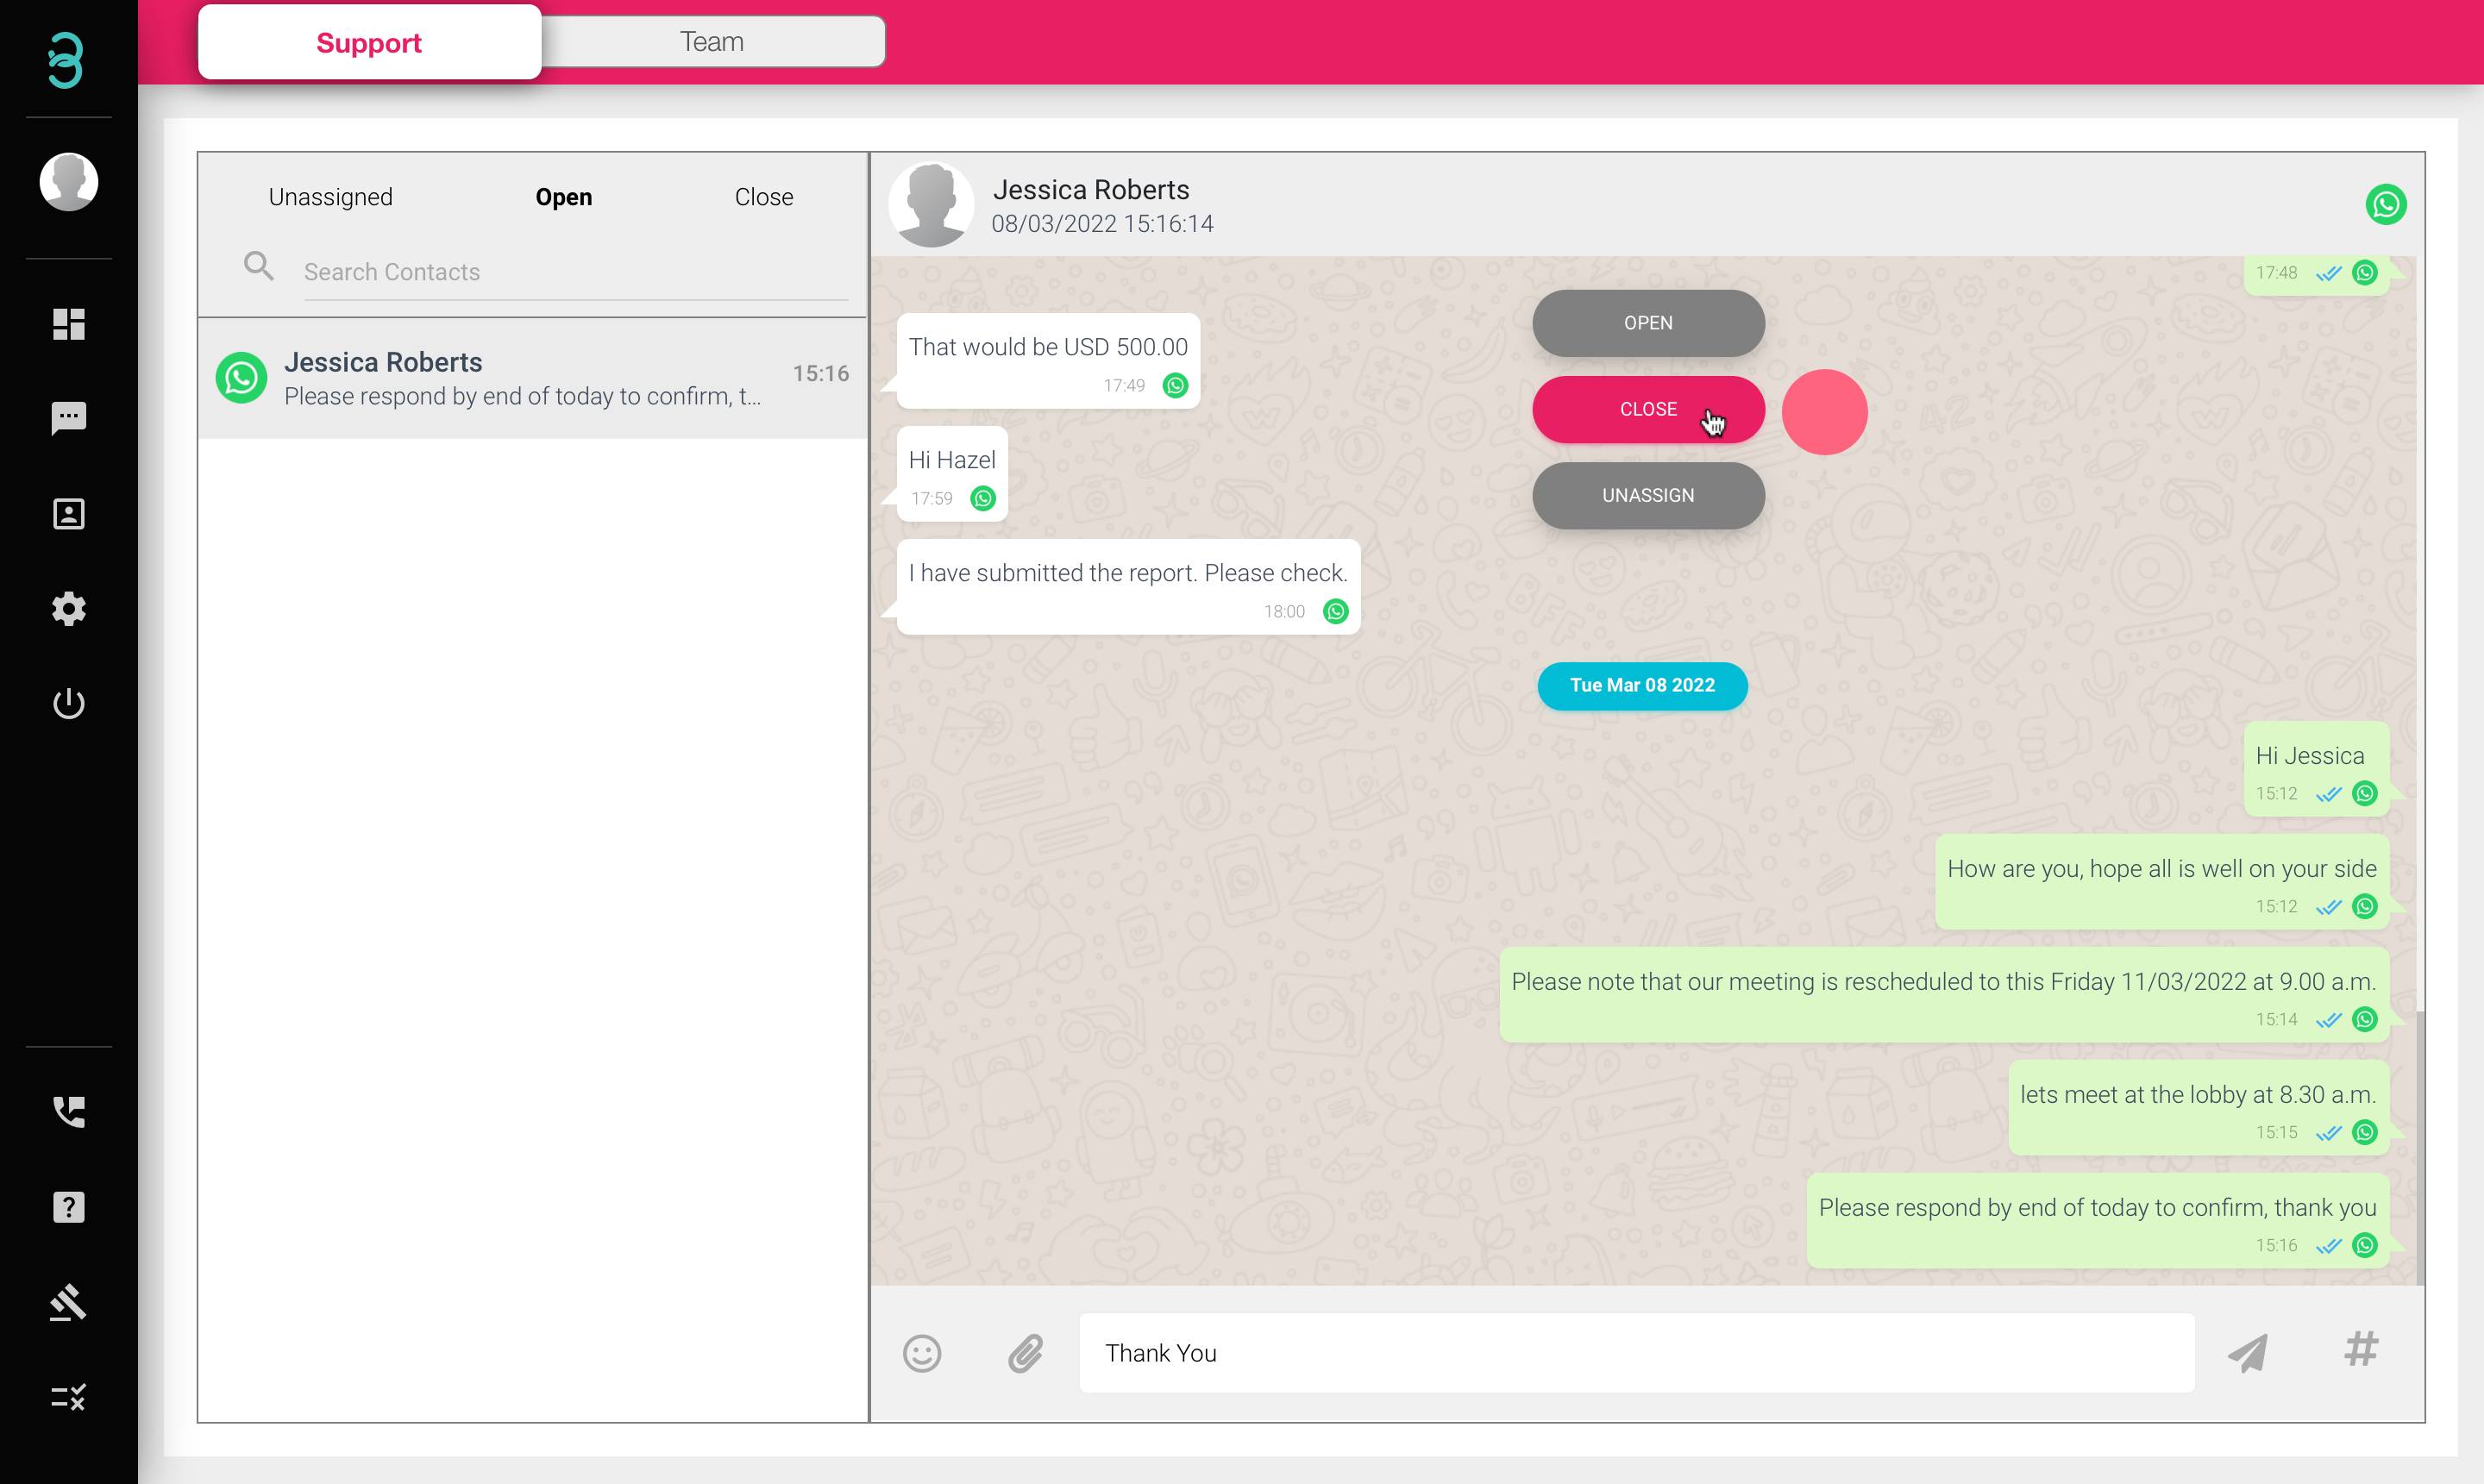 Support
Team
Unassigned
Open
Close
Search Contacts
Jessica Roberts
15:16
Please respond by end of today to confirm, t...
Jessica Roberts
08/03/2022 15:16:14
17:48
OPEN
That would be USD 500.00
17:49
CLOSE
Hi Hazel
17:59
UNASSIGN
I have submitted the report. Please check.
18:00
Tue Mar 08 2022
Hi Jessica
15:12
How are you, hope all is well on your side
15:12
Please note that our meeting is rescheduled to this Friday 11/03/2022 at 9.00 a.m.
15:14
lets meet at the lobby at 8.30 a.m.
15:15
Please respond by end of today to confirm, thank you
15:16
Thank You
#